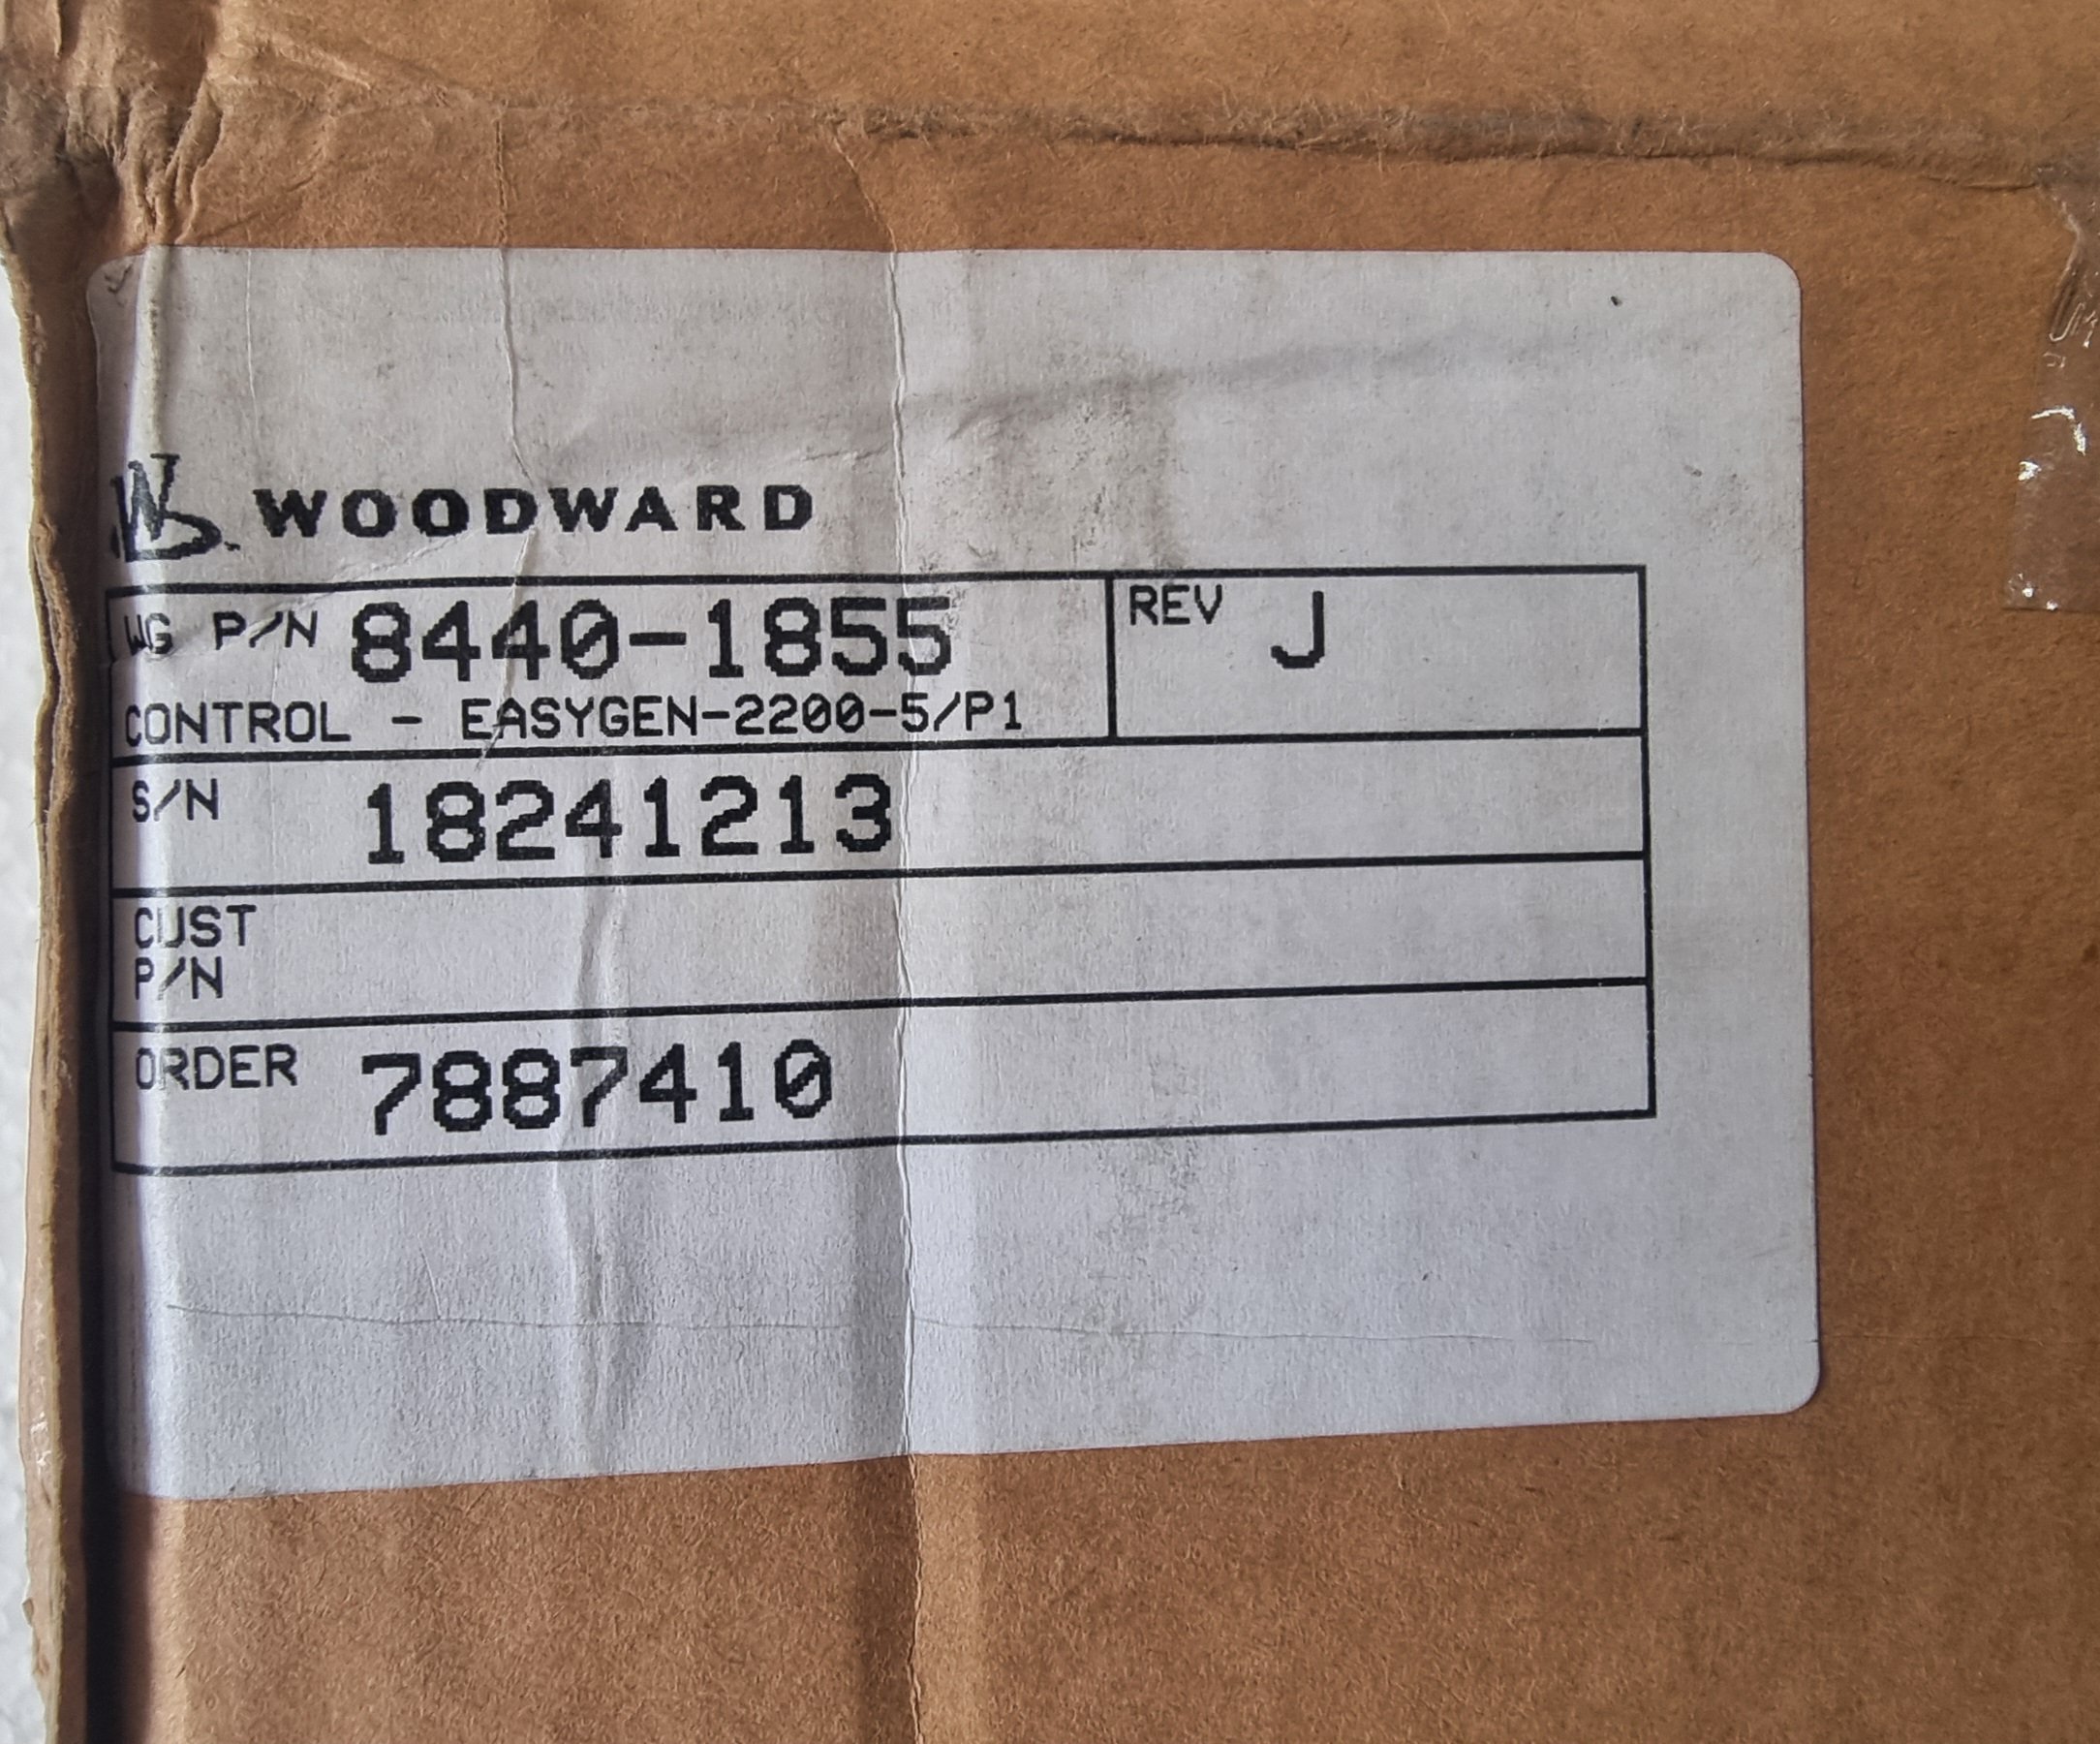 WOODWARD
WG P/N 8440-1855 REV J
CONTROL - EASYGEN-2200-5/P1
S/N 18241213
CUST
P/N
ORDER 7887410